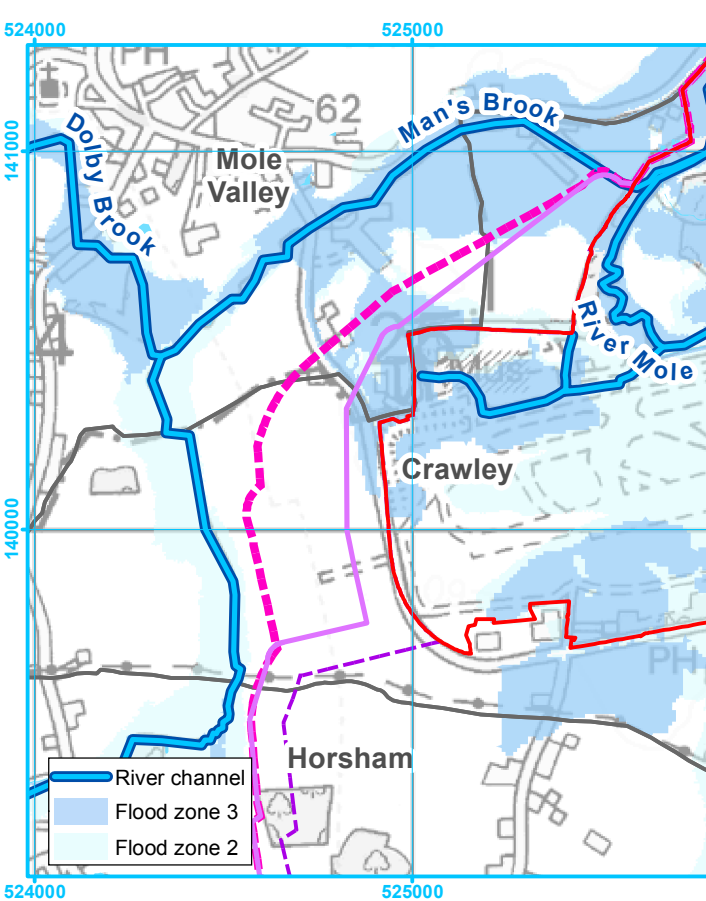 524000
525000
PH
62
Man's Brook
141000
Dolby Brook
Mole
Valley
4
River Mole
Crawley
140000
PH
Horsham
River channel
Flood zone 3
Flood zone 2
524000
525000